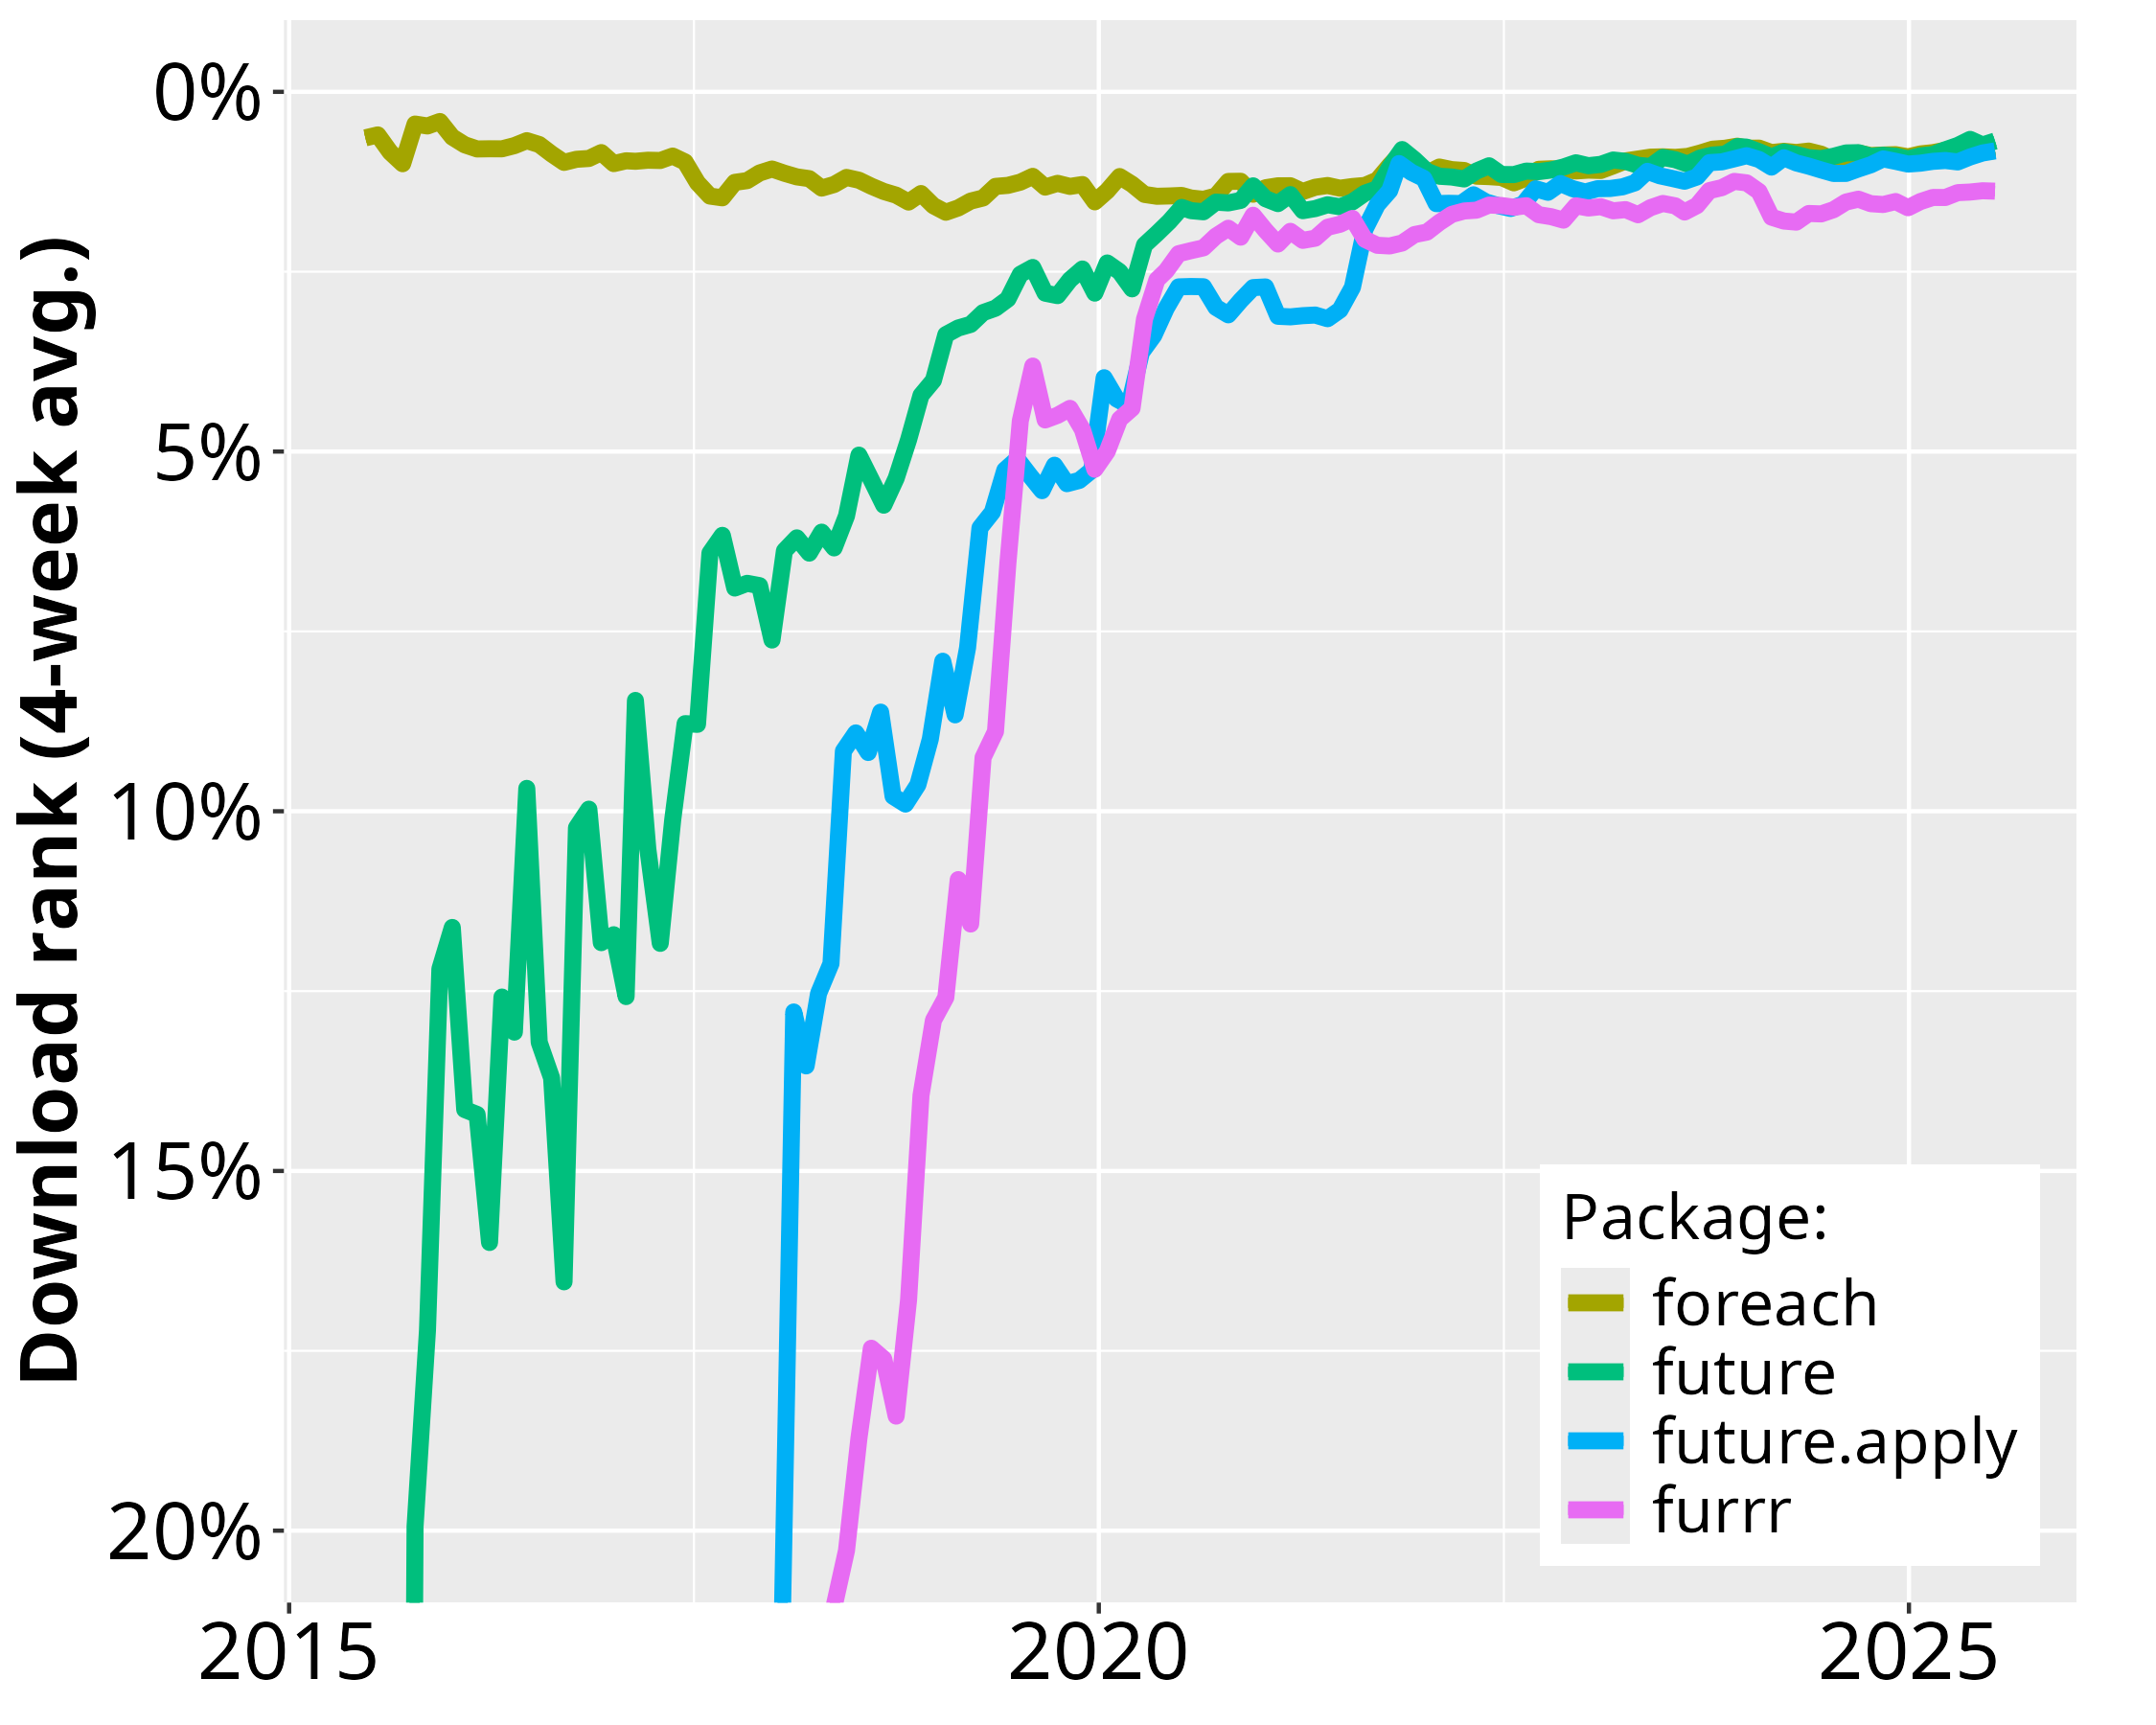 Download rank (4-week avg.)
0%
5%
10%
15%
20%
2015
2020
2025
Package:
foreach
future
future.apply
furrr